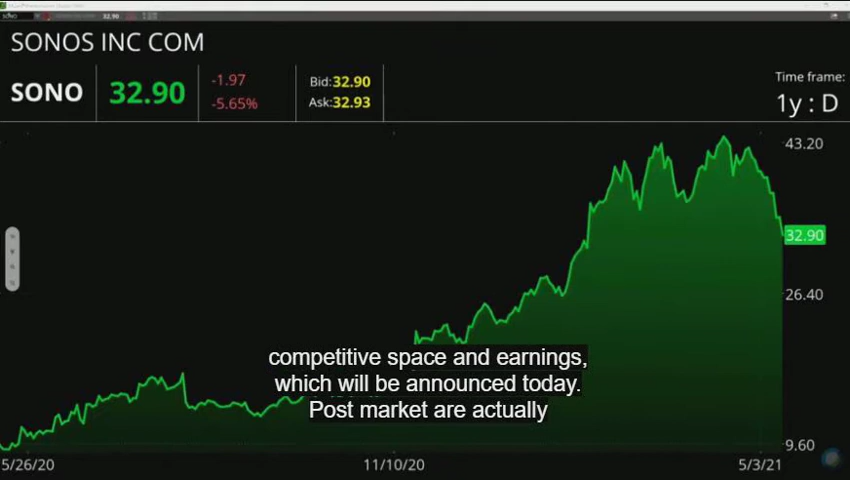 SONOS INC COM
SONO
32.90
-1.97
-5.65%
Bid:32.90
Ask:32.93
Time frame:
1y : D
43.20
32.90
26.40
competitive space and earnings,
which will be announced today.
Post market are actually
9.60
5/26/20
11/10/20
5/3/21